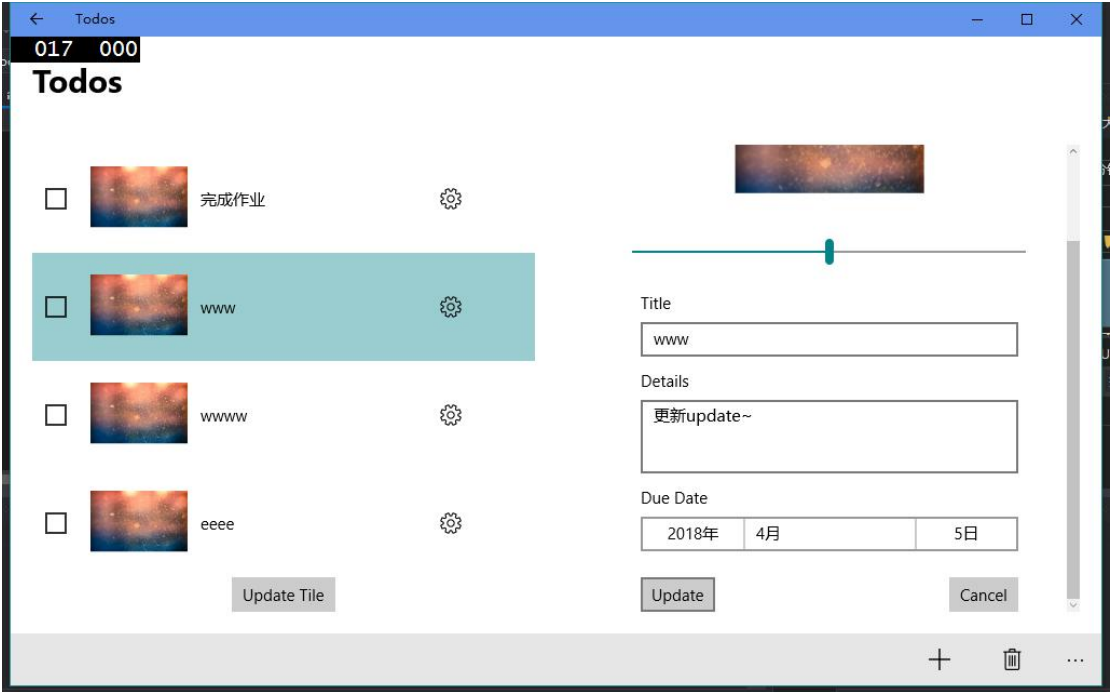 Todos
017 000
Todos
完成作业
www
wwww
eeee
Update Tile
Title
www
Details
更新update~
Due Date
2018年 4月 5日
Update Cancel